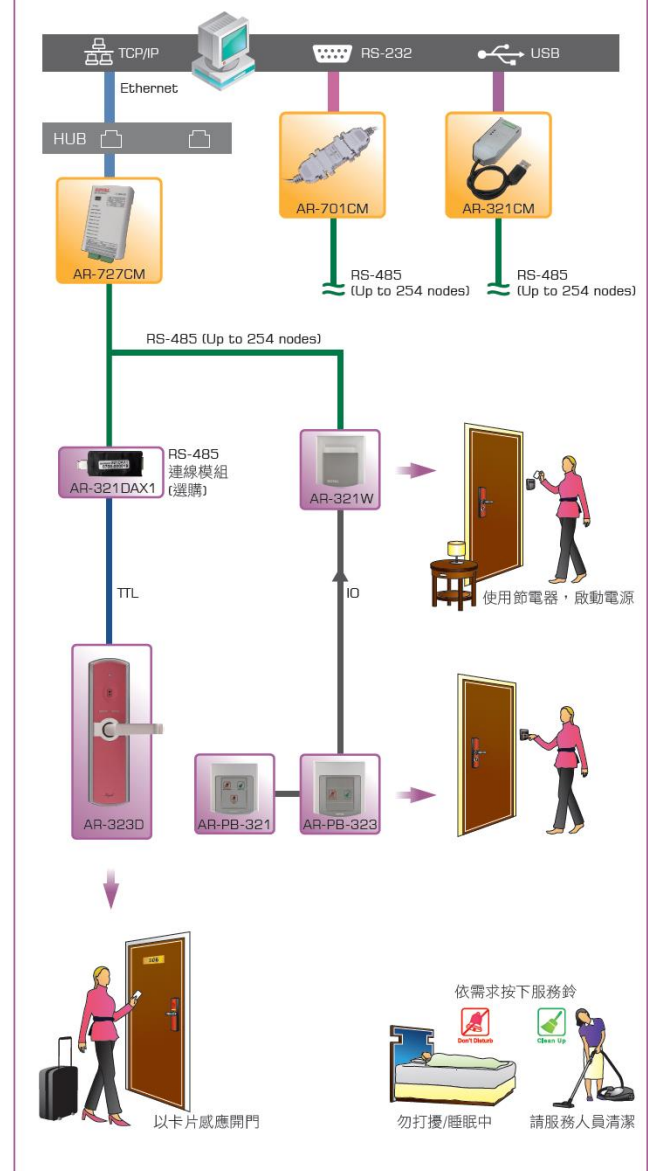 TCP/IP
RS-232
USB
Ethernet
HUB
AR-727CM
AR-701CM
AR-321CM
RS-485
(Up to 254 nodes)
RS-485
(Up to 254 nodes)
RS-485 (Up to 254 nodes)
AR-321DAX1
RS-485
連線模組
(選購)
AR-321W
使用節電器，啟動電源
TTL
IO
AR-323D
AR-PB-321
AR-PB-323
以卡片感應開門
依需求按下服務鈴
Don't Disturb
Clean Up
勿打擾/睡眠中
請服務人員清潔